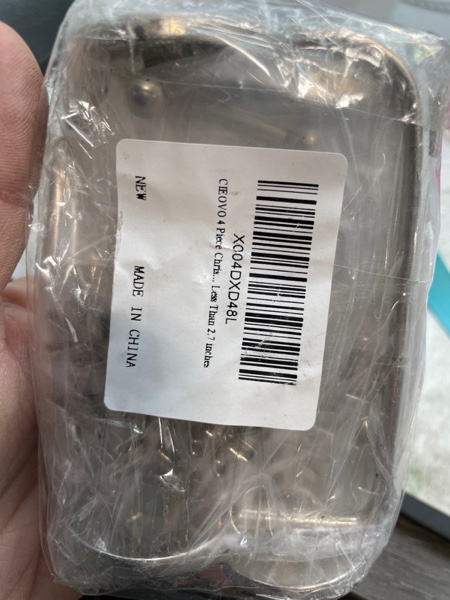 X004DXD48L
CIEOVO 4 Piece Chris... Less Than 2.7 inches
NEW MADE IN CHINA